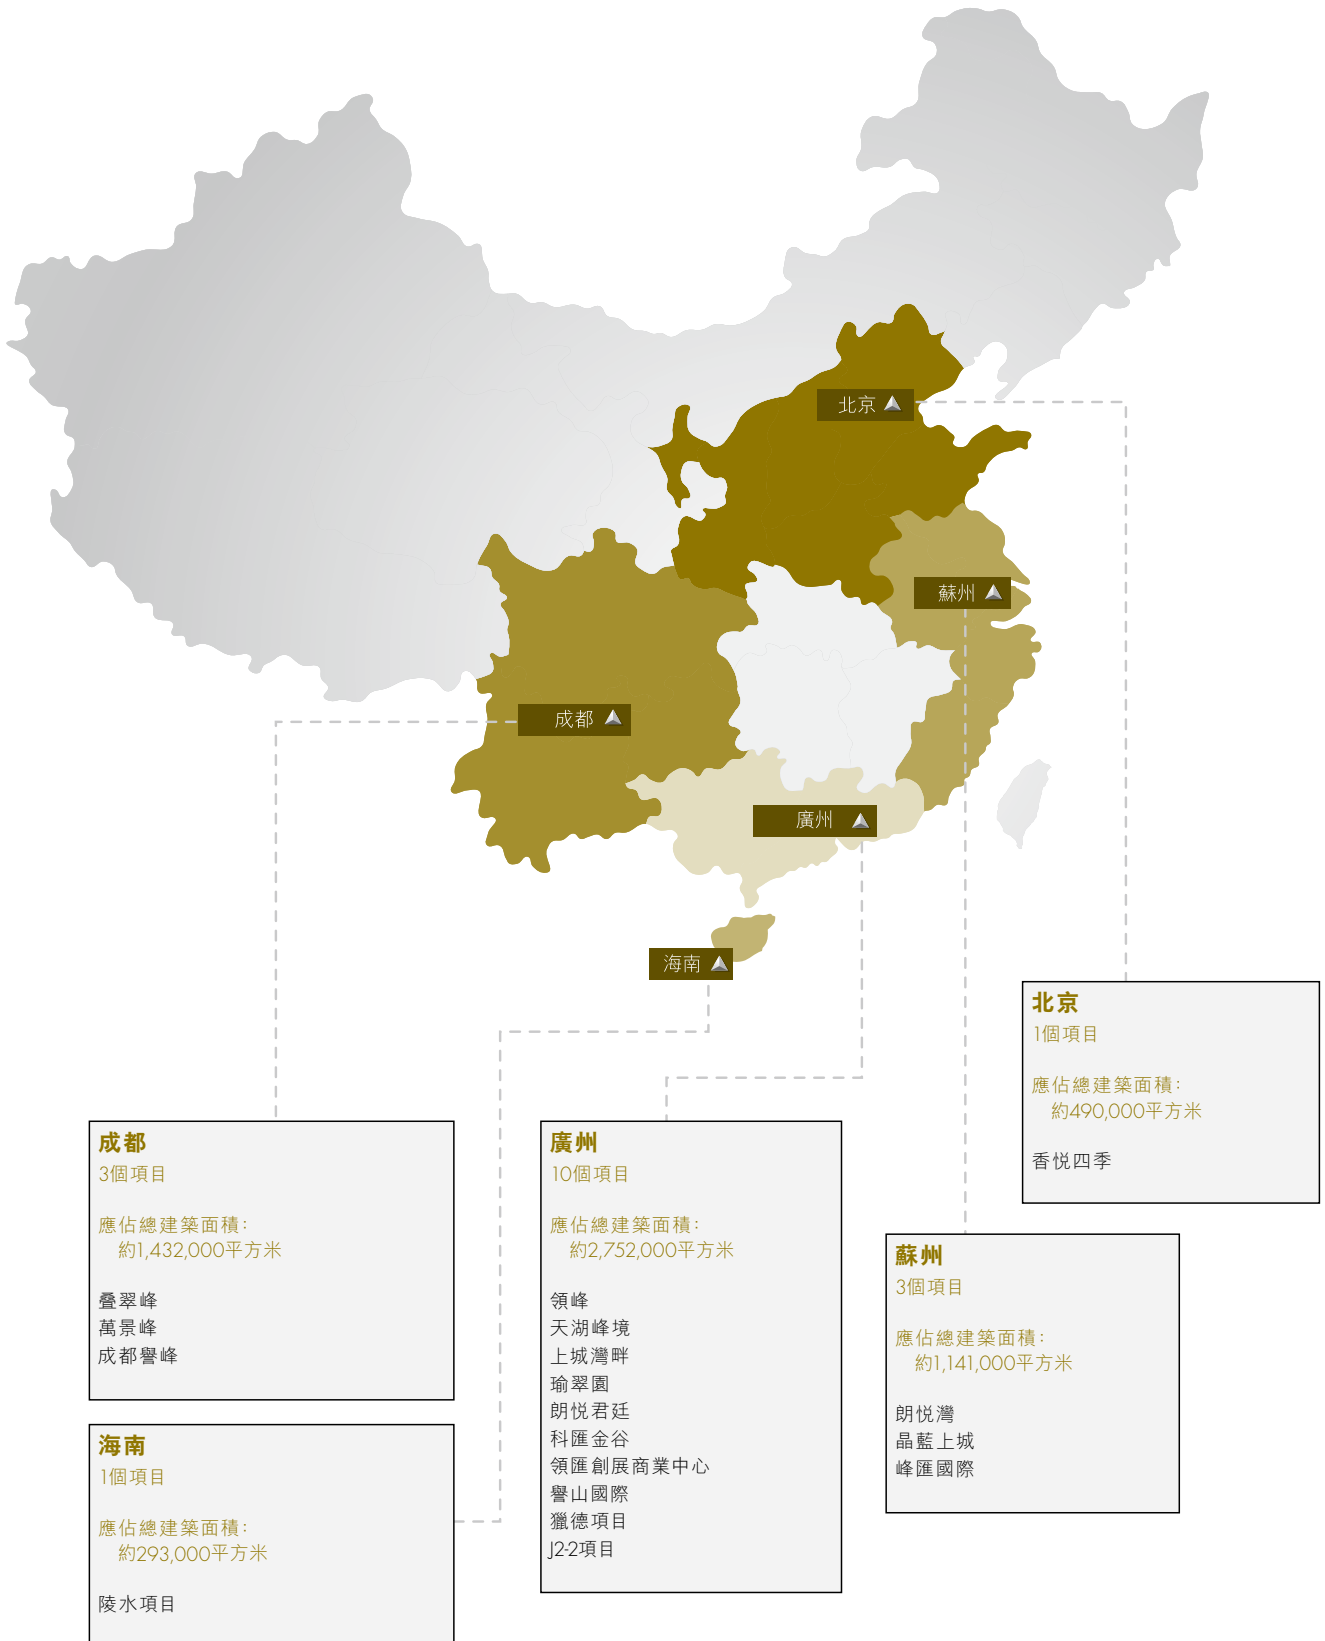 北京
蘇州
成都
廣州
海南
北京
1個項目
應佔總建築面積：
約490,000平方米
香悦四季
成都
3個項目
應佔總建築面積：
約1,432,000平方米
疊翠峰
萬景峰
成都譽峰
廣州
10個項目
應佔總建築面積：
約2,752,000平方米
領峰
天湖峰境
上城灣畔
瑜翠園
朗悦君廷
科匯金谷
領匯創展商業中心
譽山國際
獵德項目
J2-2項目
蘇州
3個項目
應佔總建築面積：
約1,141,000平方米
朗悦灣
晶藍上城
峰匯國際
海南
1個項目
應佔總建築面積：
約293,000平方米
陵水項目